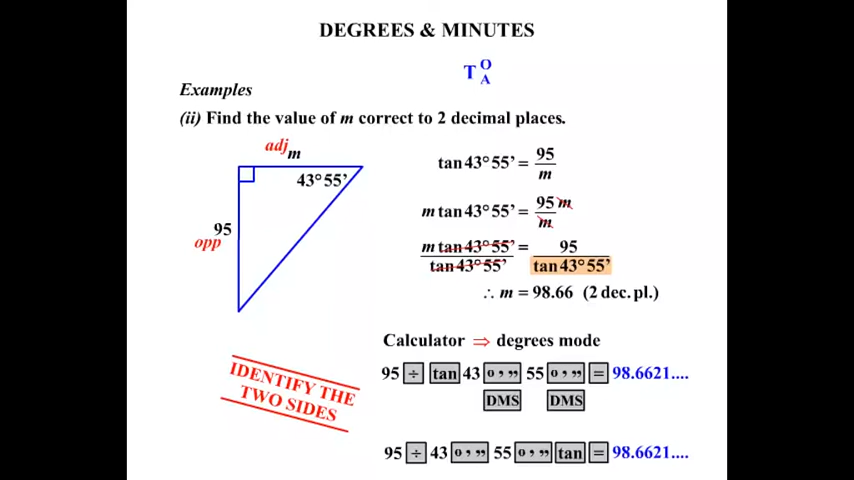 DEGREES & MINUTES
T O
A
Examples
(ii) Find the value of m correct to 2 decimal places.
adj
m
43°55’
95
opp
tan 43°55’ = 95
m
m tan 43°55’ = 95 m
m
m tan 43°55’ = 95
tan 43°55’ tan 43°55’
∴ m = 98.66 (2 dec. pl.)
Calculator ⇒ degrees mode
95 ÷ tan 43 o , ,, 55 o , ,, = 98.6621....
DMS DMS
IDENTIFY THE
TWO SIDES
95 ÷ 43 o , ,, 55 o , ,, tan = 98.6621....